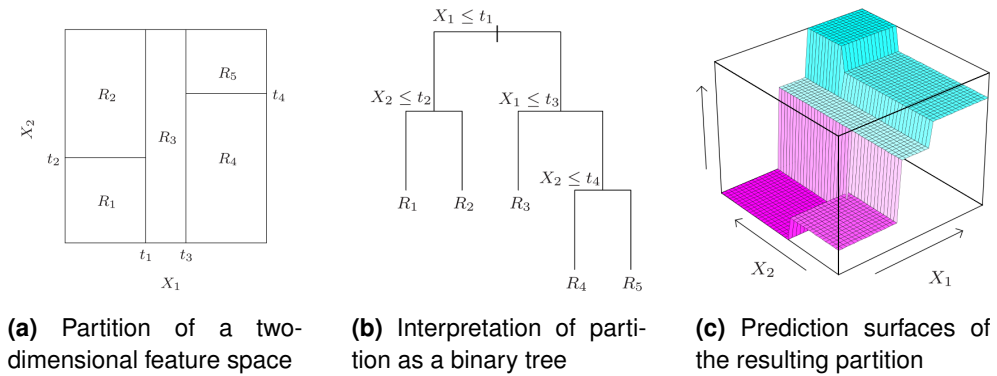 R₂
R₅
t₄
R₃
X₂
t₂
R₄
R₁
t₁
t₃
X₁
X₁ ≤ t₁
X₂ ≤ t₂
X₁ ≤ t₃
X₂ ≤ t₄
R₁
R₂
R₃
R₄
R₅
X₂
X₁
(a) Partition of a two-
dimensional feature space
(b) Interpretation of parti-
tion as a binary tree
(c) Prediction surfaces of
the resulting partition